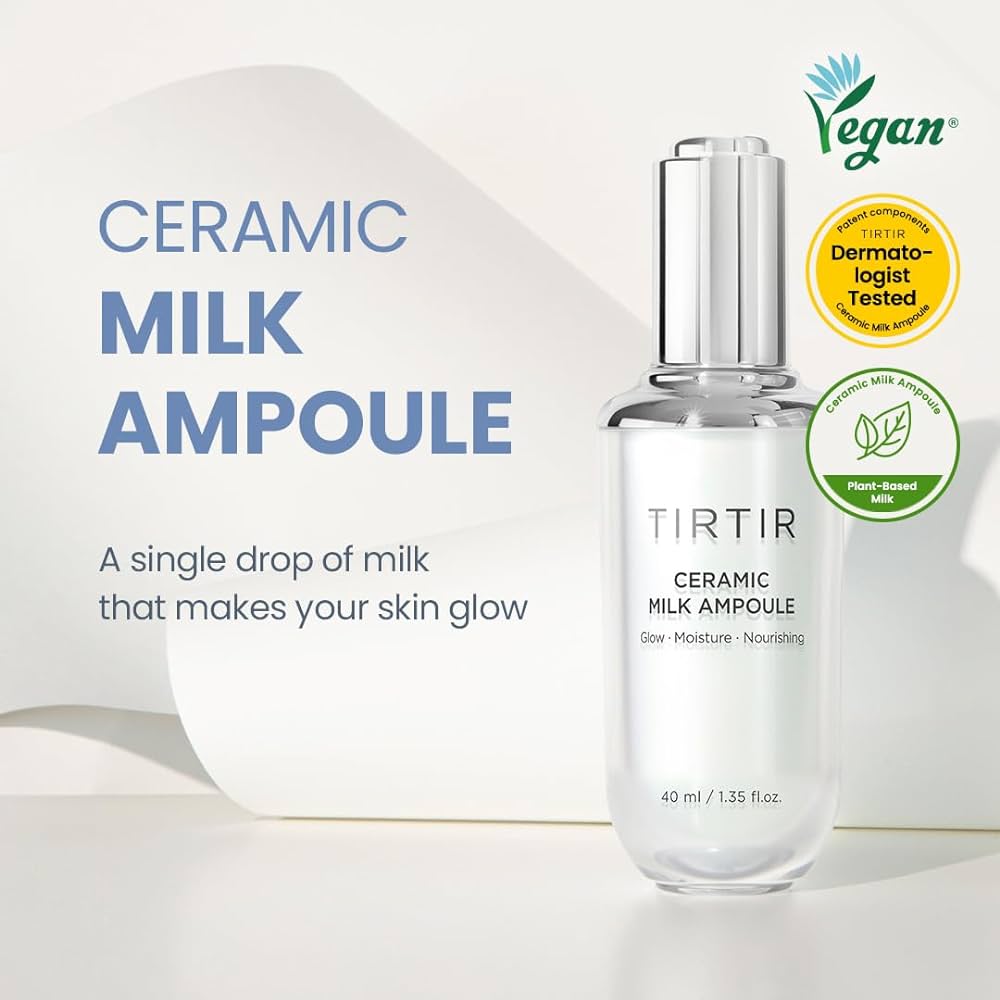 CERAMIC
MILK
AMPOULE
A single drop of milk
that makes your skin glow
Vegan®
Patent components
TIRTIR
Dermato-
logist
Tested
Ceramic Milk Ampoule
Ceramic Milk Ampoule
Plant-Based
Milk
TIRTIR
CERAMIC
MILK AMPOULE
Glow · Moisture · Nourishing
40 ml / 1.35 fl.oz.